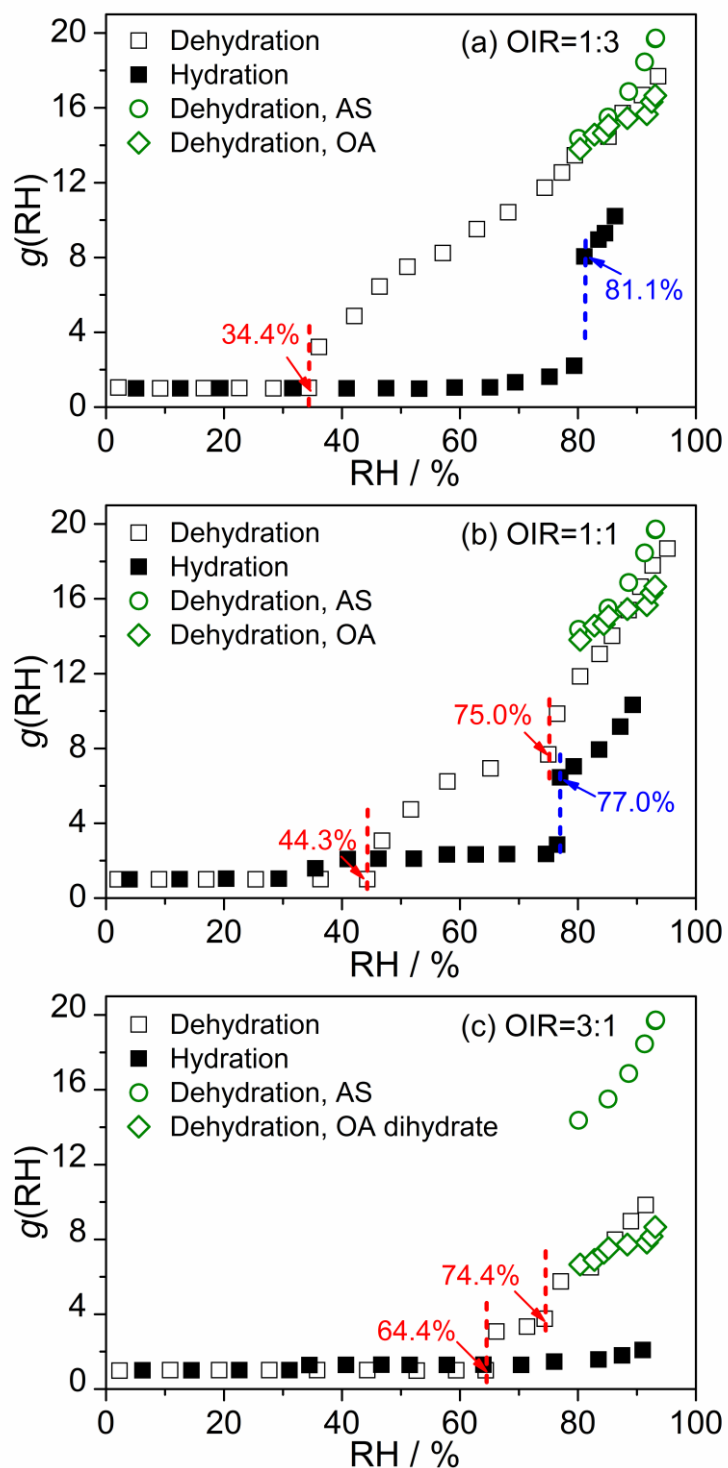 20
16
12
8
4
0
g(RH)
Dehydration
Hydration
Dehydration, AS
Dehydration, OA
(a) OIR=1:3
34.4%
81.1%
0 20 40 60 80 100
RH / %
20
16
12
8
4
0
g(RH)
Dehydration
Hydration
Dehydration, AS
Dehydration, OA
(b) OIR=1:1
75.0%
77.0%
44.3%
0 20 40 60 80 100
RH / %
20
16
12
8
4
0
g(RH)
Dehydration
Hydration
Dehydration, AS
Dehydration, OA dihydrate
(c) OIR=3:1
74.4%
64.4%
0 20 40 60 80 100
RH / %